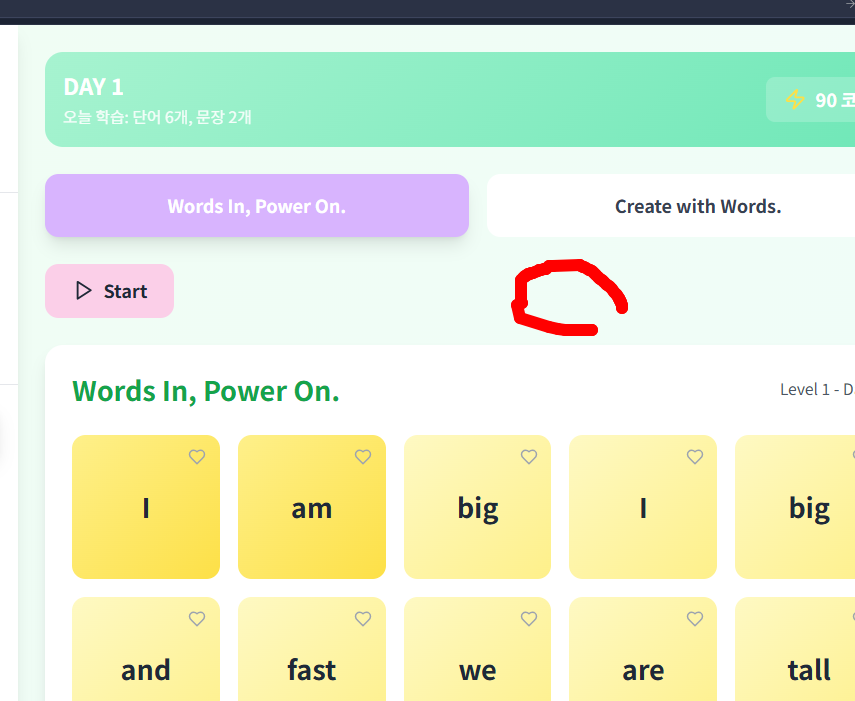 DAY 1
오늘 학습: 단어 6개, 문장 2개
90 코
Words In, Power On.
Create with Words.
Start
Words In, Power On.
Level 1 - D
I
am
big
I
big
and
fast
we
are
tall